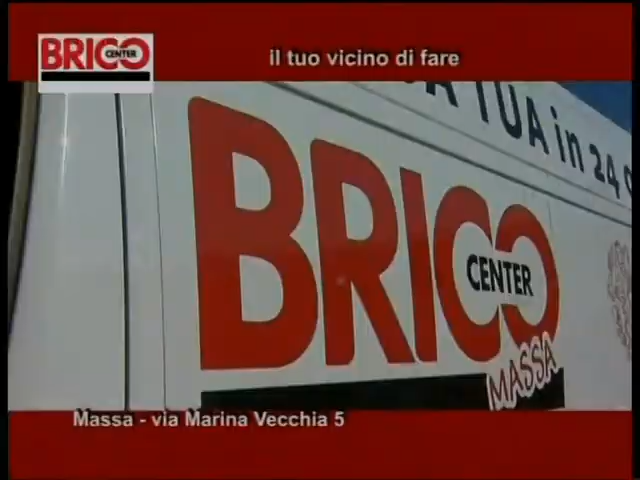 BRICO
CENTER
il tuo vicino di fare
A TUA in 24
BRICO
CENTER
MASSA
Massa - via Marina Vecchia 5